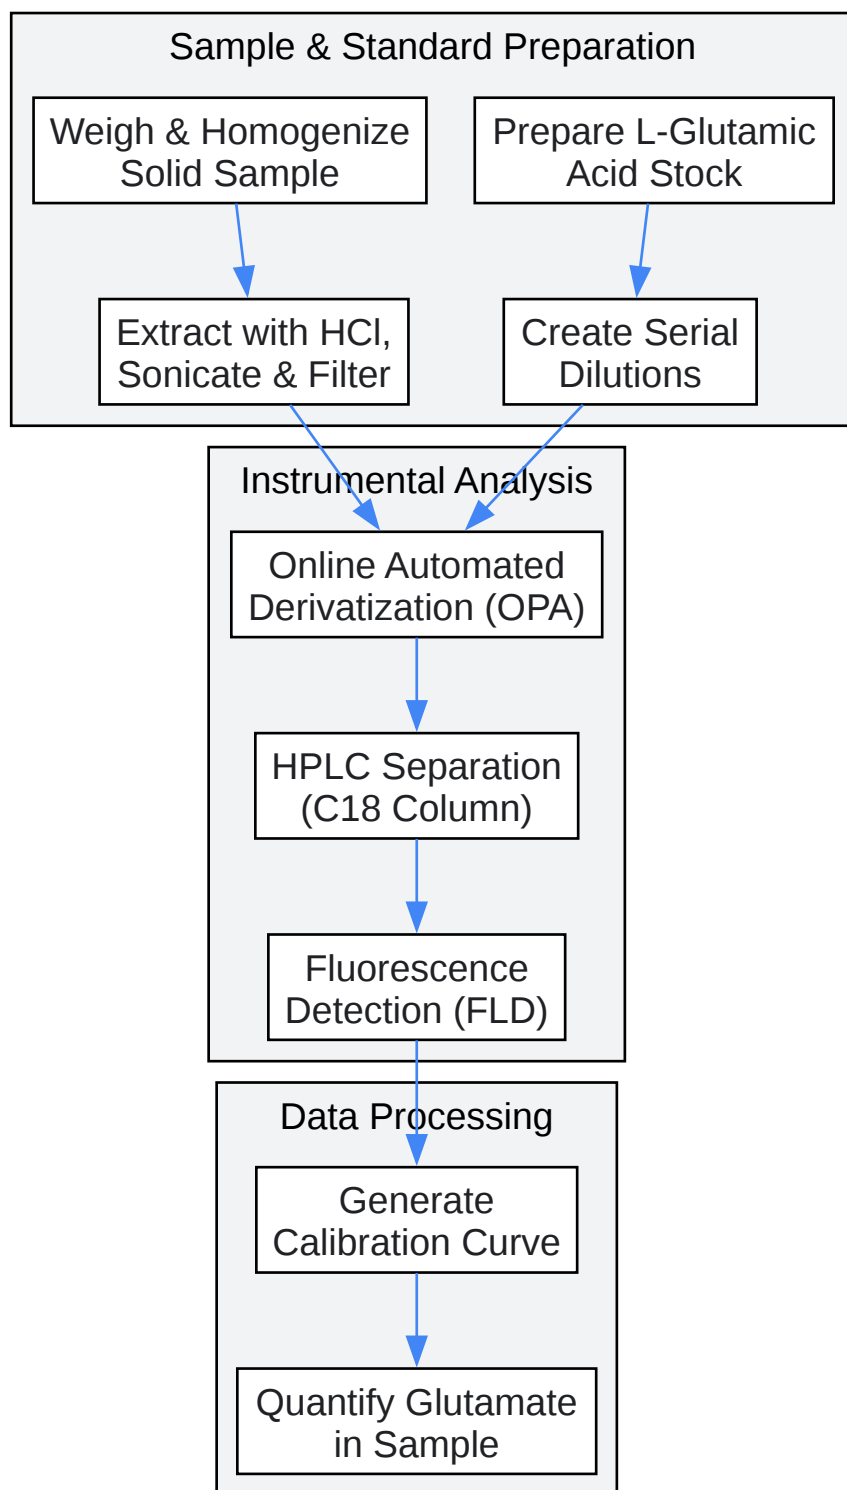 Sample & Standard Preparation
Weigh & Homogenize
Solid Sample
Prepare L-Glutamic
Acid Stock
Extract with HCl,
Sonicate & Filter
Create Serial
Dilutions
Instrumental Analysis
Online Automated
Derivatization (OPA)
HPLC Separation
(C18 Column)
Fluorescence
Detection (FLD)
Data Processing
Generate
Calibration Curve
Quantify Glutamate
in Sample